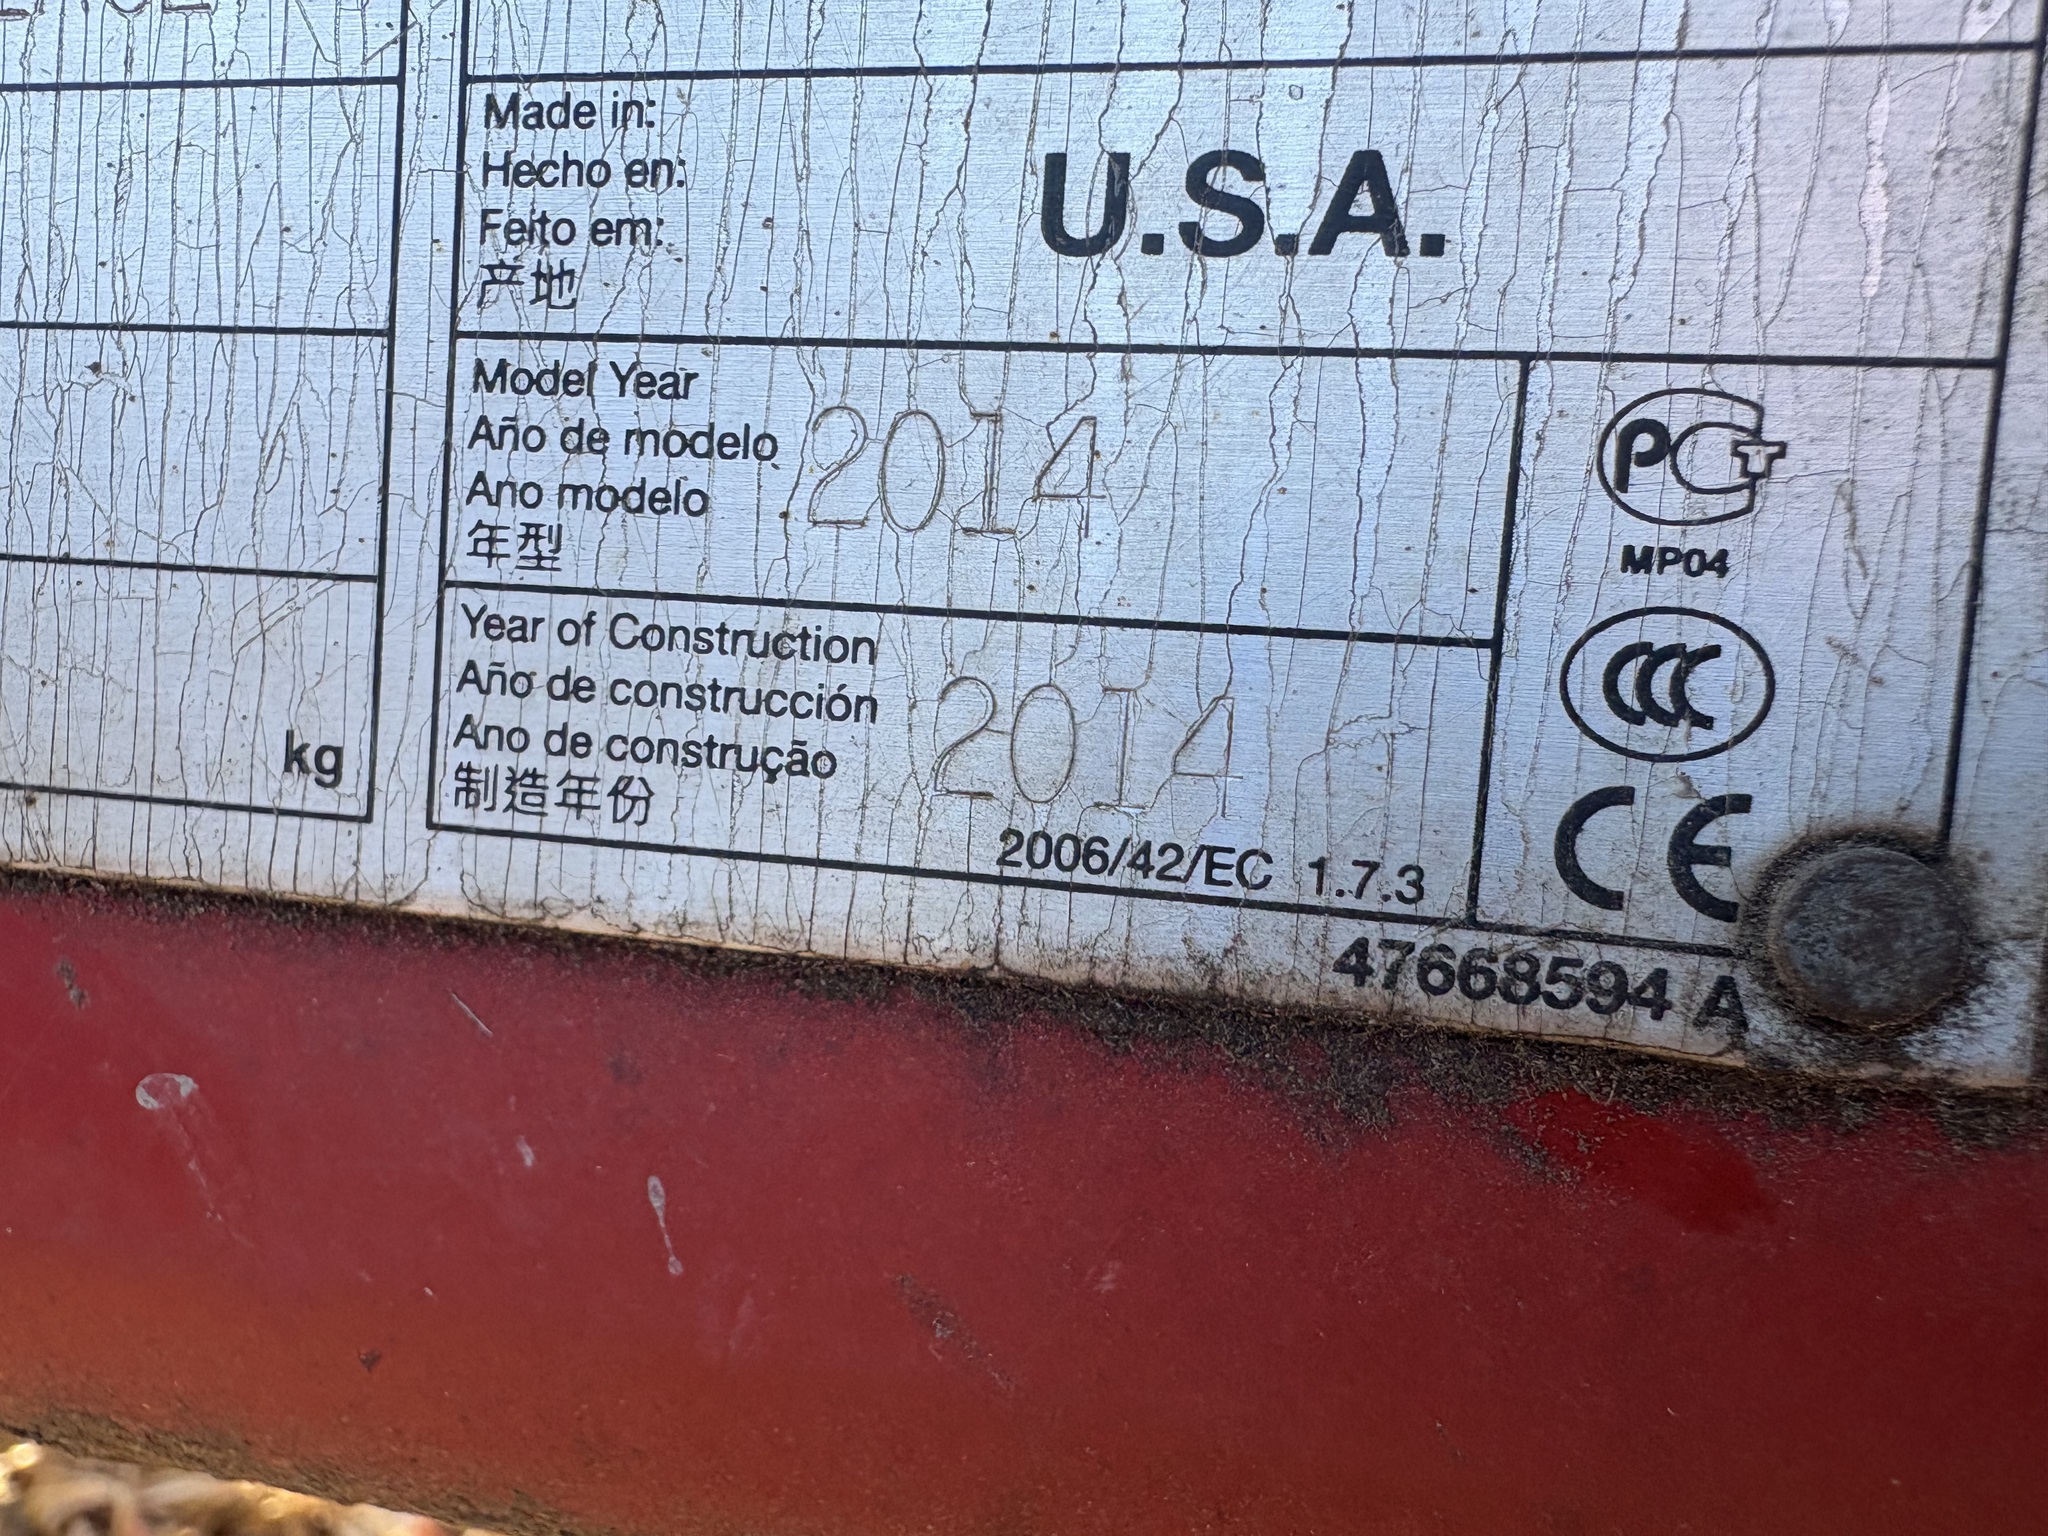 Made in:
Hecho en:
Feito em:
产地
U.S.A.
Model Year
Año de modelo
Ano modelo
年型
2014
Year of Construction
Año de construcción
Ano de construção
制造年份
2014
2006/42/EC 1.7.3
PCT
MP04
CCC
CE
47668594 A
kg